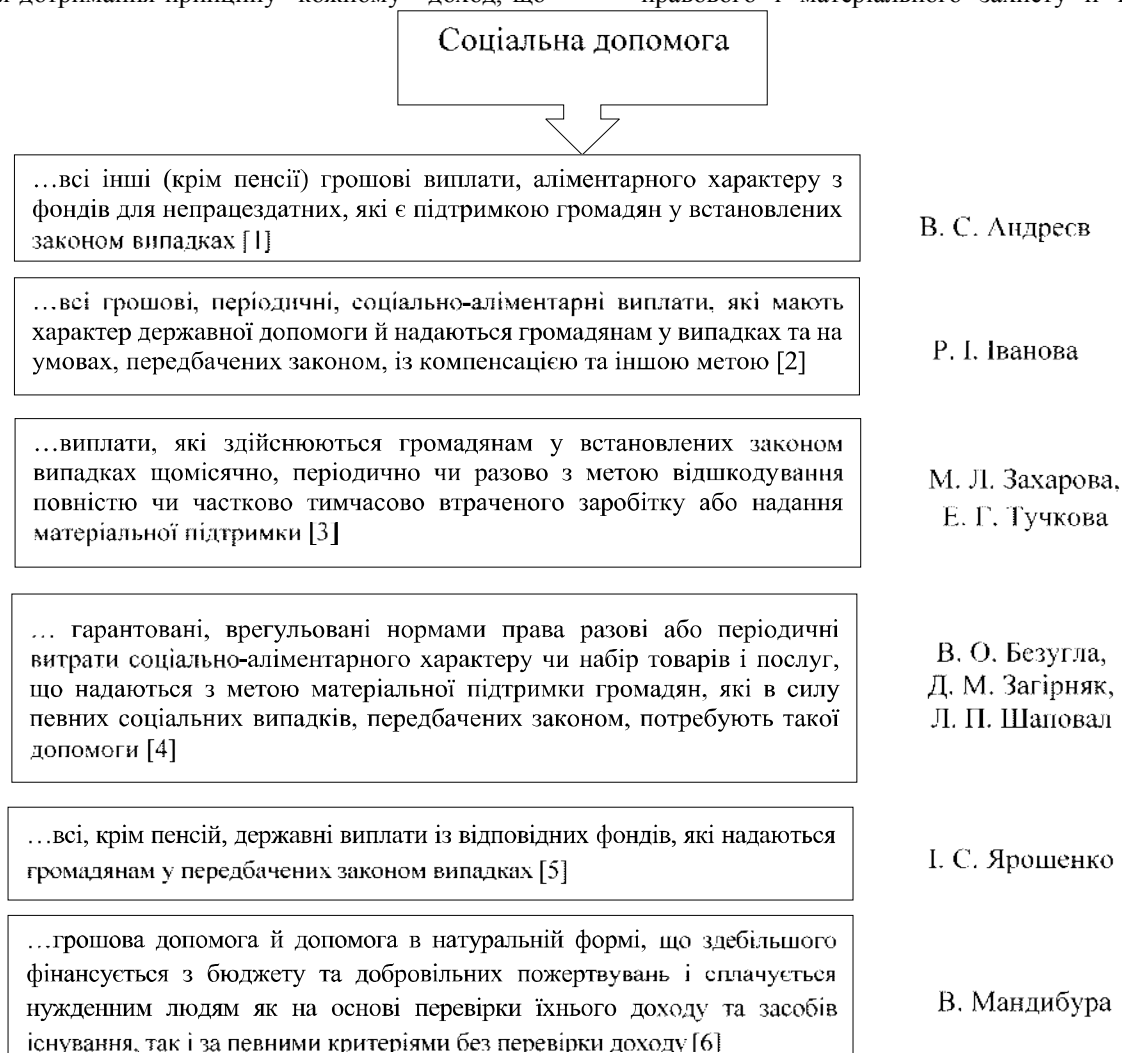 дотримання принципу "кожному – доход, що
правового і матеріального захисту й
Соціальна допомога
…всі інші (крім пенсії) грошові виплати, аліментарного характеру з
фондів для непрацездатних, які є підтримкою громадян у встановлених
законом випадках [1]
В. С. Андреєв
…всі грошові, періодичні, соціально-аліментарні виплати, які мають
характер державної допомоги й надаються громадянам у випадках та на
умовах, передбачених законом, із компенсацією та іншою метою [2]
Р. І. Іванова
…виплати, які здійснюються громадянам у встановлених законом
випадках щомісячно, періодично чи разово з метою відшкодування
повністю чи частково тимчасово втраченого заробітку або надання
матеріальної підтримки [3]
М. Л. Захарова,
Е. Г. Тучкова
… гарантовані, врегульовані нормами права разові або періодичні
витрати соціально-аліментарного характеру чи набір товарів і послуг,
що надаються з метою матеріальної підтримки громадян, які в силу
певних соціальних випадків, передбачених законом, потребують такої
допомоги [4]
В. О. Безугла,
Д. М. Загірняк,
Л. П. Шаповал
…всі, крім пенсій, державні виплати із відповідних фондів, які надаються
громадянам у передбачених законом випадках [5]
І. С. Ярошенко
…грошова допомога й допомога в натуральній формі, що здебільшого
фінансується з бюджету та добровільних пожертвувань і сплачується
нужденним людям як на основі перевірки їхнього доходу та засобів
існування, так і за певними критеріями без перевірки доходу [6]
В. Мандибура